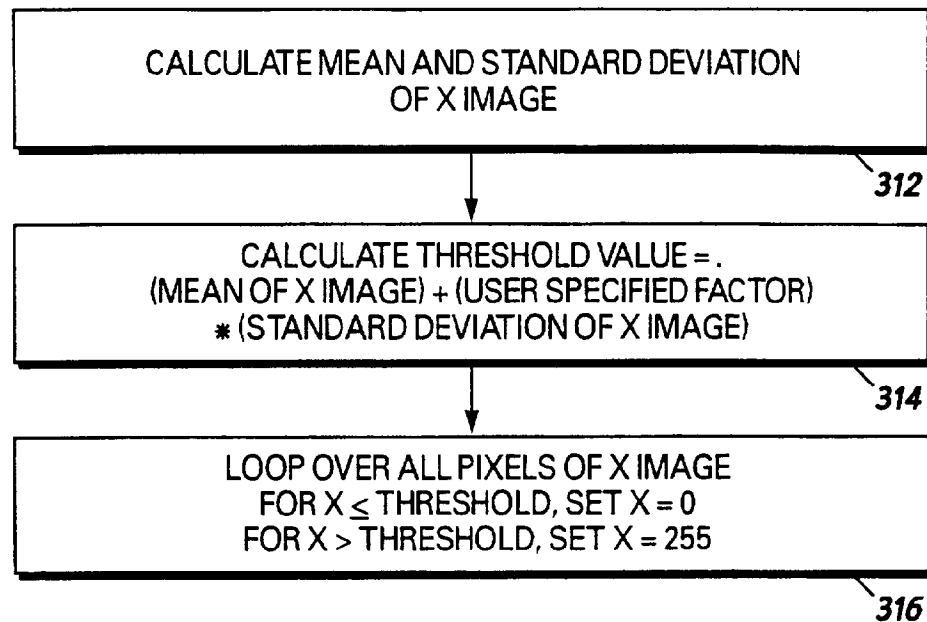 CALCULATE MEAN AND STANDARD DEVIATION
OF X IMAGE
312
CALCULATE THRESHOLD VALUE = .
(MEAN OF X IMAGE) + (USER SPECIFIED FACTOR)
* (STANDARD DEVIATION OF X IMAGE)
314
LOOP OVER ALL PIXELS OF X IMAGE
FOR X ≤ THRESHOLD, SET X = 0
FOR X > THRESHOLD, SET X = 255
316